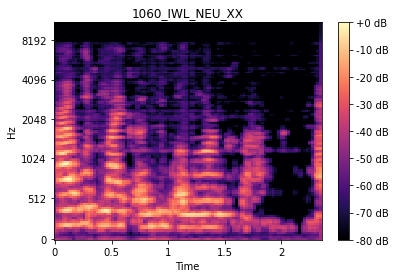 1060_IWL_NEU_XX
8192
4096
2048
1024
512
0
Hz
0
0.5
1
1.5
2
Time
+0 dB
-10 dB
-20 dB
-30 dB
-40 dB
-50 dB
-60 dB
-70 dB
-80 dB